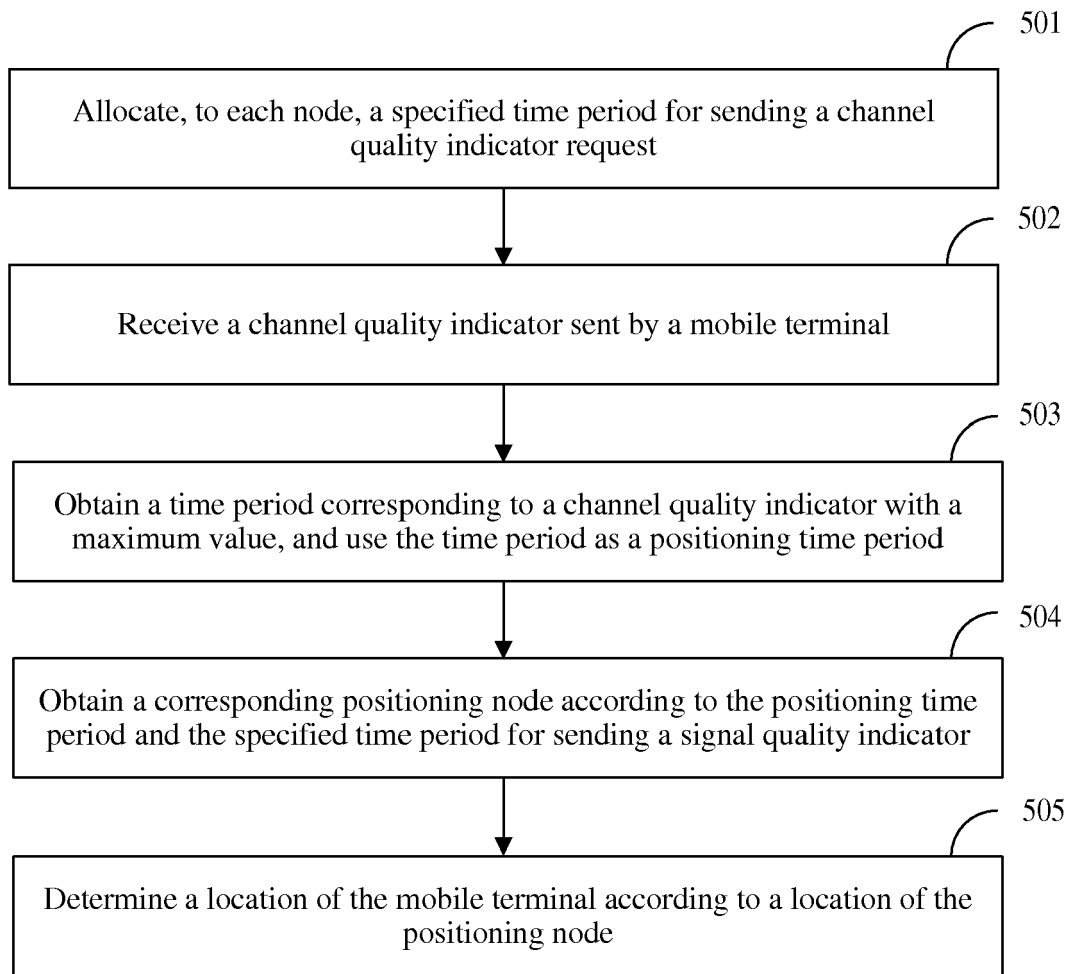 501
Allocate, to each node, a specified time period for sending a channel
quality indicator request
502
Receive a channel quality indicator sent by a mobile terminal
503
Obtain a time period corresponding to a channel quality indicator with a
maximum value, and use the time period as a positioning time period
504
Obtain a corresponding positioning node according to the positioning time
period and the specified time period for sending a signal quality indicator
505
Determine a location of the mobile terminal according to a location of the
positioning node